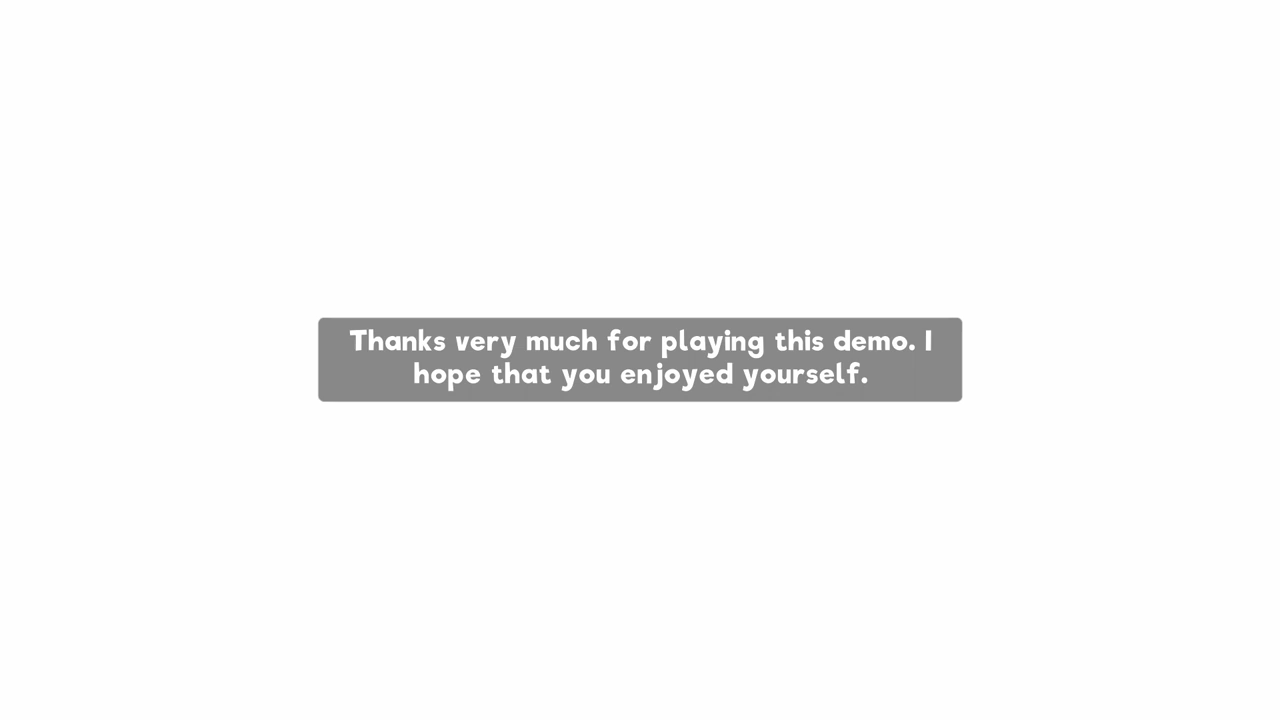 Thanks very much for playing this demo. I
hope that you enjoyed yourself.